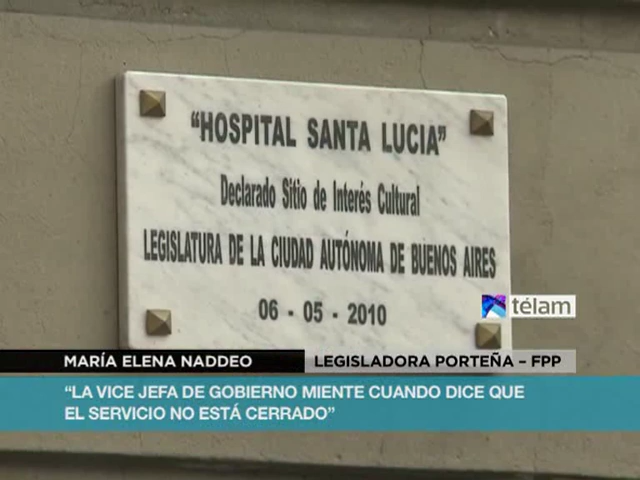 "HOSPITAL SANTA LUCIA"
Declarado Sitio de Interés Cultural
LEGISLATURA DE LA CIUDAD AUTÓNOMA DE BUENOS AIRES
06 - 05 - 2010
télam
MARÍA ELENA NADDEO LEGISLADORA PORTEÑA – FPP
“LA VICE JEFA DE GOBIERNO MIENTE CUANDO DICE QUE
EL SERVICIO NO ESTÁ CERRADO”